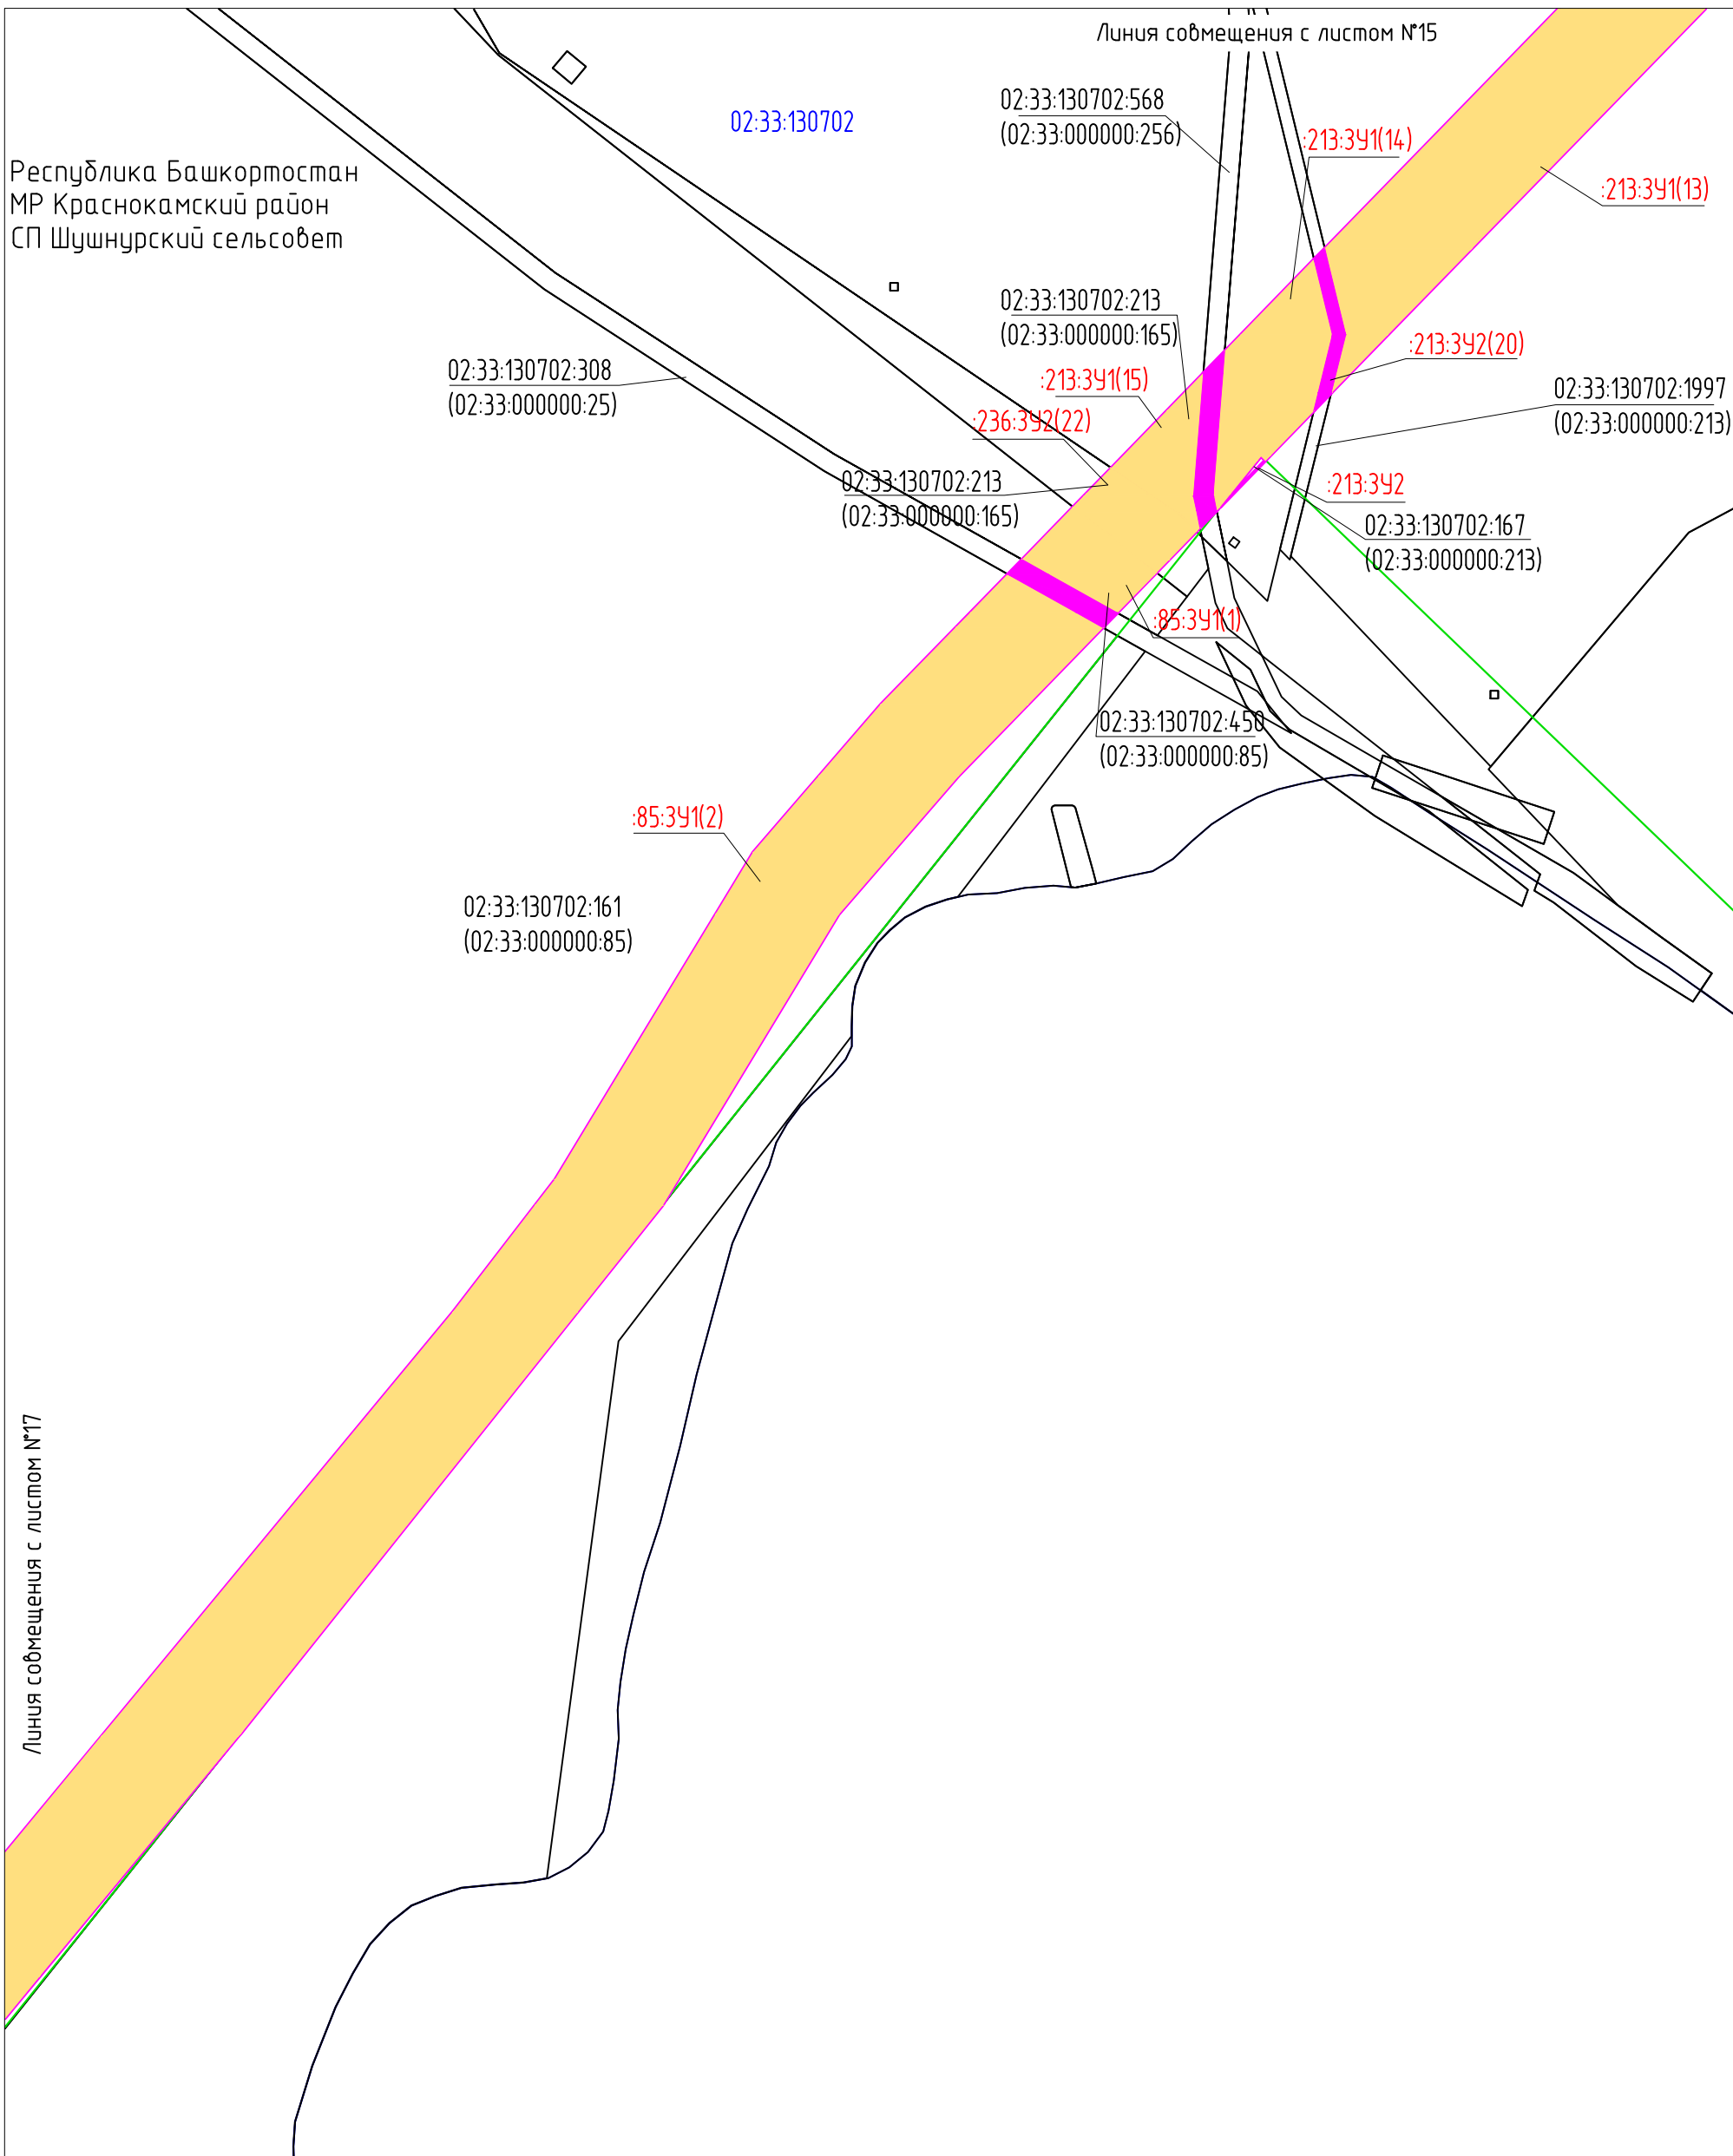 Линия совмещения с листом №15
02:33:130702:568
(02:33:000000:256)
02:33:130702
:213:ЗУ1(14)
Республика Башкортостан
МР Краснокамский район
СП Шушнурский сельсовет
:213:ЗУ1(13)
02:33:130702:213
(02:33:000000:165)
:213:ЗУ2(20)
02:33:130702:308
(02:33:000000:25)
:213:ЗУ1(15)
02:33:130702:1997
(02:33:000000:213)
:236:ЗУ2(22)
02:33:130702:213
(02:33:000000:165)
:213:ЗУ2
02:33:130702:167
(02:33:000000:213)
:85:ЗУ1(1)
02:33:130702:450
(02:33:000000:85)
:85:ЗУ1(2)
02:33:130702:161
(02:33:000000:85)
Линия совмещения с листом №17